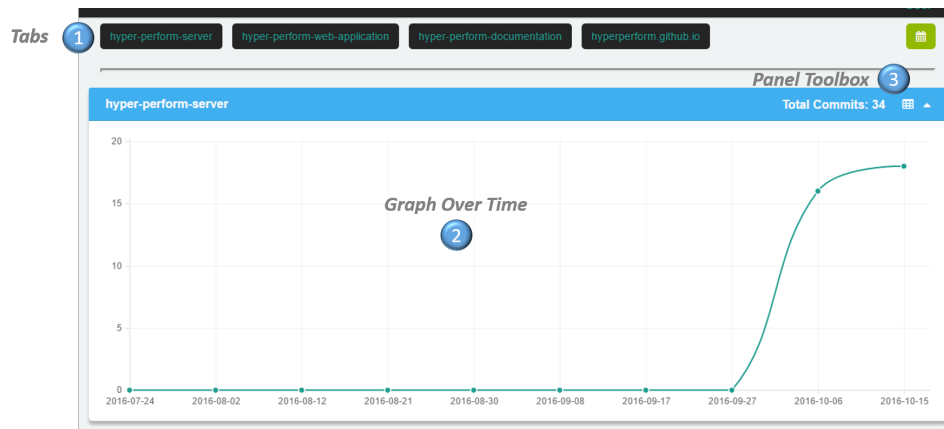 Tabs 1 hyper-perform-server hyper-perform-web-application hyper-perform-documentation hyperperform.github.io
Panel Toolbox 3
hyper-perform-server Total Commits: 34
20
15
Graph Over Time
2
10
5
0
2016-07-24 2016-08-02 2016-08-12 2016-08-21 2016-08-30 2016-09-08 2016-09-17 2016-09-27 2016-10-06 2016-10-15